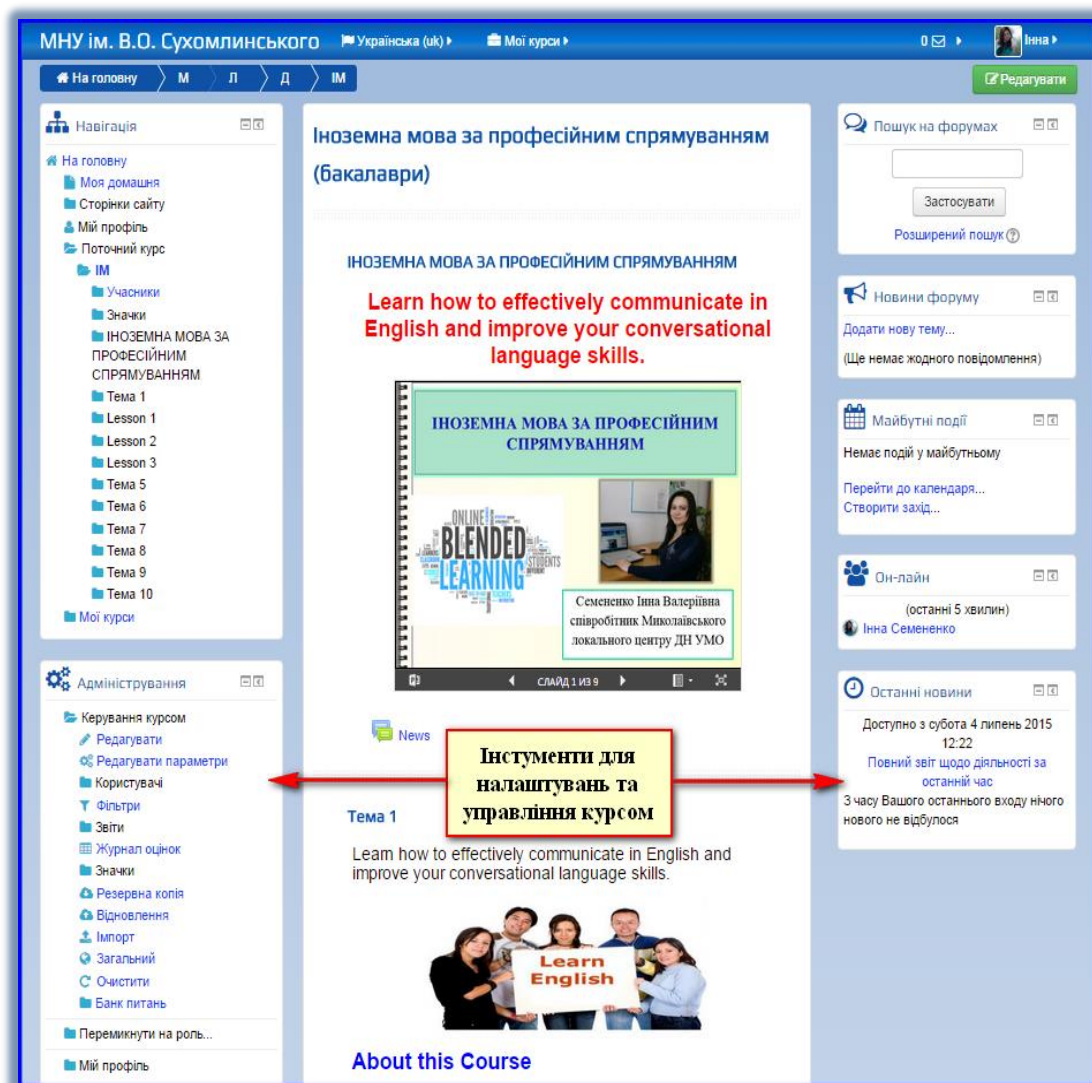 МНУ ім. В.О. Сухомлинського
Українська (uk)
Мої курси
0
Інна
На головну
М
Л
Д
ІМ
Редагувати
Навігація
На головну
Моя домашня
Сторінки сайту
Мій профіль
Поточний курс
ІМ
Учасники
Значки
ІНОЗЕМНА МОВА ЗА
ПРОФЕСІЙНИМ
СПРЯМУВАННЯМ
Тема 1
Lesson 1
Lesson 2
Lesson 3
Тема 5
Тема 6
Тема 7
Тема 8
Тема 9
Тема 10
Мої курси
Адміністрування
Керування курсом
Редагувати
Редагувати параметри
Користувачі
Фільтри
Звіти
Журнал оцінок
Значки
Резервна копія
Відновлення
Імпорт
Загальний
Очистити
Банк питань
Перемикнути на роль...
Мій профіль
Іноземна мова за професійним спрямуванням
(бакалаври)
ІНОЗЕМНА МОВА ЗА ПРОФЕСІЙНИМ СПРЯМУВАННЯМ
Learn how to effectively communicate in
English and improve your conversational
language skills.
ІНОЗЕМНА МОВА ЗА ПРОФЕСІЙНИМ
СПРЯМУВАННЯМ
ONLINE
BLENDED
STUDENTS
LEARNING
Семененко Інна Валеріївна
співробітник Миколаївського
локального центру ДН УМО
СЛАЙД 1 ИЗ 9
News
Інстументи для
налаштувань та
управління курсом
Тема 1
Learn how to effectively communicate in English and
improve your conversational language skills.
Learn
English
About this Course
Пошук на форумах
Застосувати
Розширений пошук
Новини форуму
Додати нову тему...
(Ще немає жодного повідомлення)
Майбутні події
Немає подій у майбутньому
Перейти до календаря...
Створити захід...
Он-лайн
(останні 5 хвилин)
Інна Семененко
Останні новини
Доступно з субота 4 липень 2015
12:22
Повний звіт щодо діяльності за
останній час
З часу Вашого останнього входу нічого
нового не відбулося